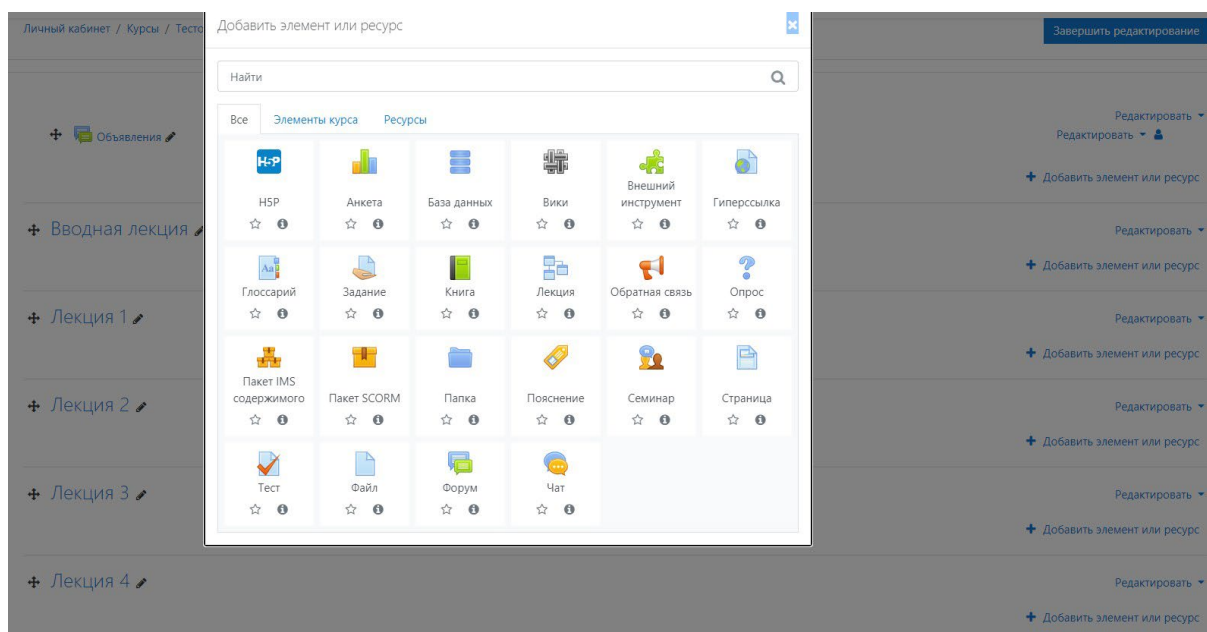 Личный кабинет / Курсы / Тесто
Добавить элемент или ресурс
×
Завершить редактирование
Найти
Все Элементы курса Ресурсы
Объявления
Редактировать
Редактировать
Добавить элемент или ресурс
H5P Анкета База данных Вики Внешний инструмент Гиперссылка
Вводная лекция
Редактировать
Добавить элемент или ресурс
Глоссарий Задание Книга Лекция Обратная связь Опрос
Лекция 1
Редактировать
Добавить элемент или ресурс
Пакет IMS содержимого Пакет SCORM Папка Пояснение Семинар Страница
Лекция 2
Редактировать
Добавить элемент или ресурс
Тест Файл Форум Чат
Лекция 3
Редактировать
Добавить элемент или ресурс
Лекция 4
Редактировать
Добавить элемент или ресурс